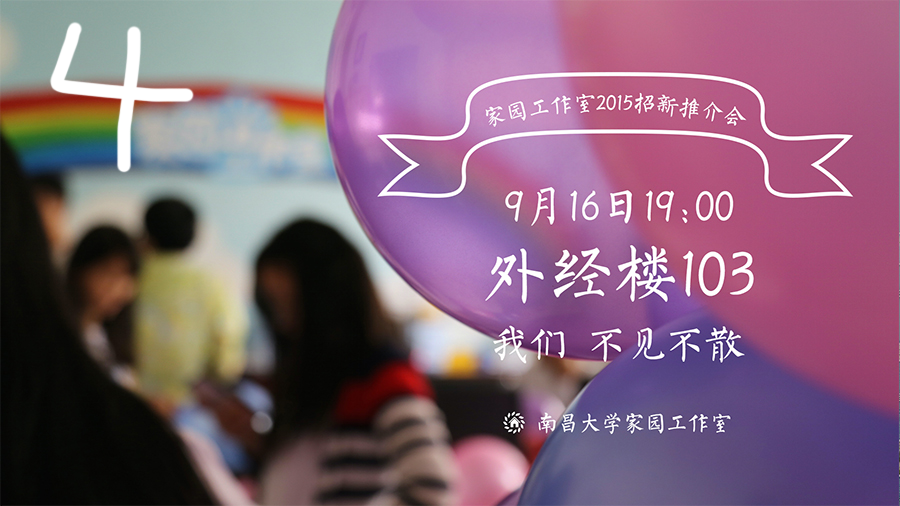 4
家园工作室2015招新推介会
9月16日19:00
外经楼103
我们 不见不散
南昌大学家园工作室